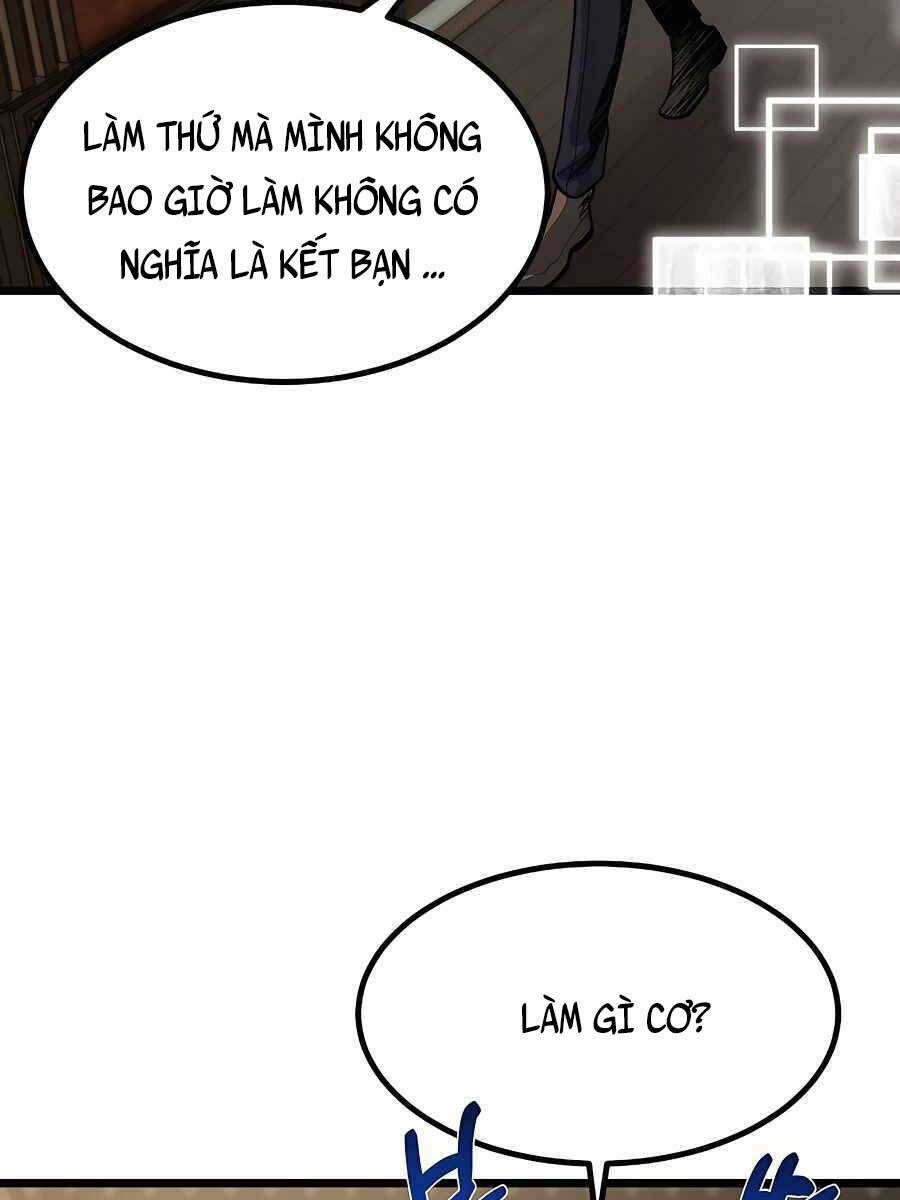 LÀM THỨ MÀ MÌNH KHÔNG
BAO GIỜ LÀM KHÔNG CÓ
NGHĨA LÀ KẾT BẠN ...
LÀM GÌ CƠ?